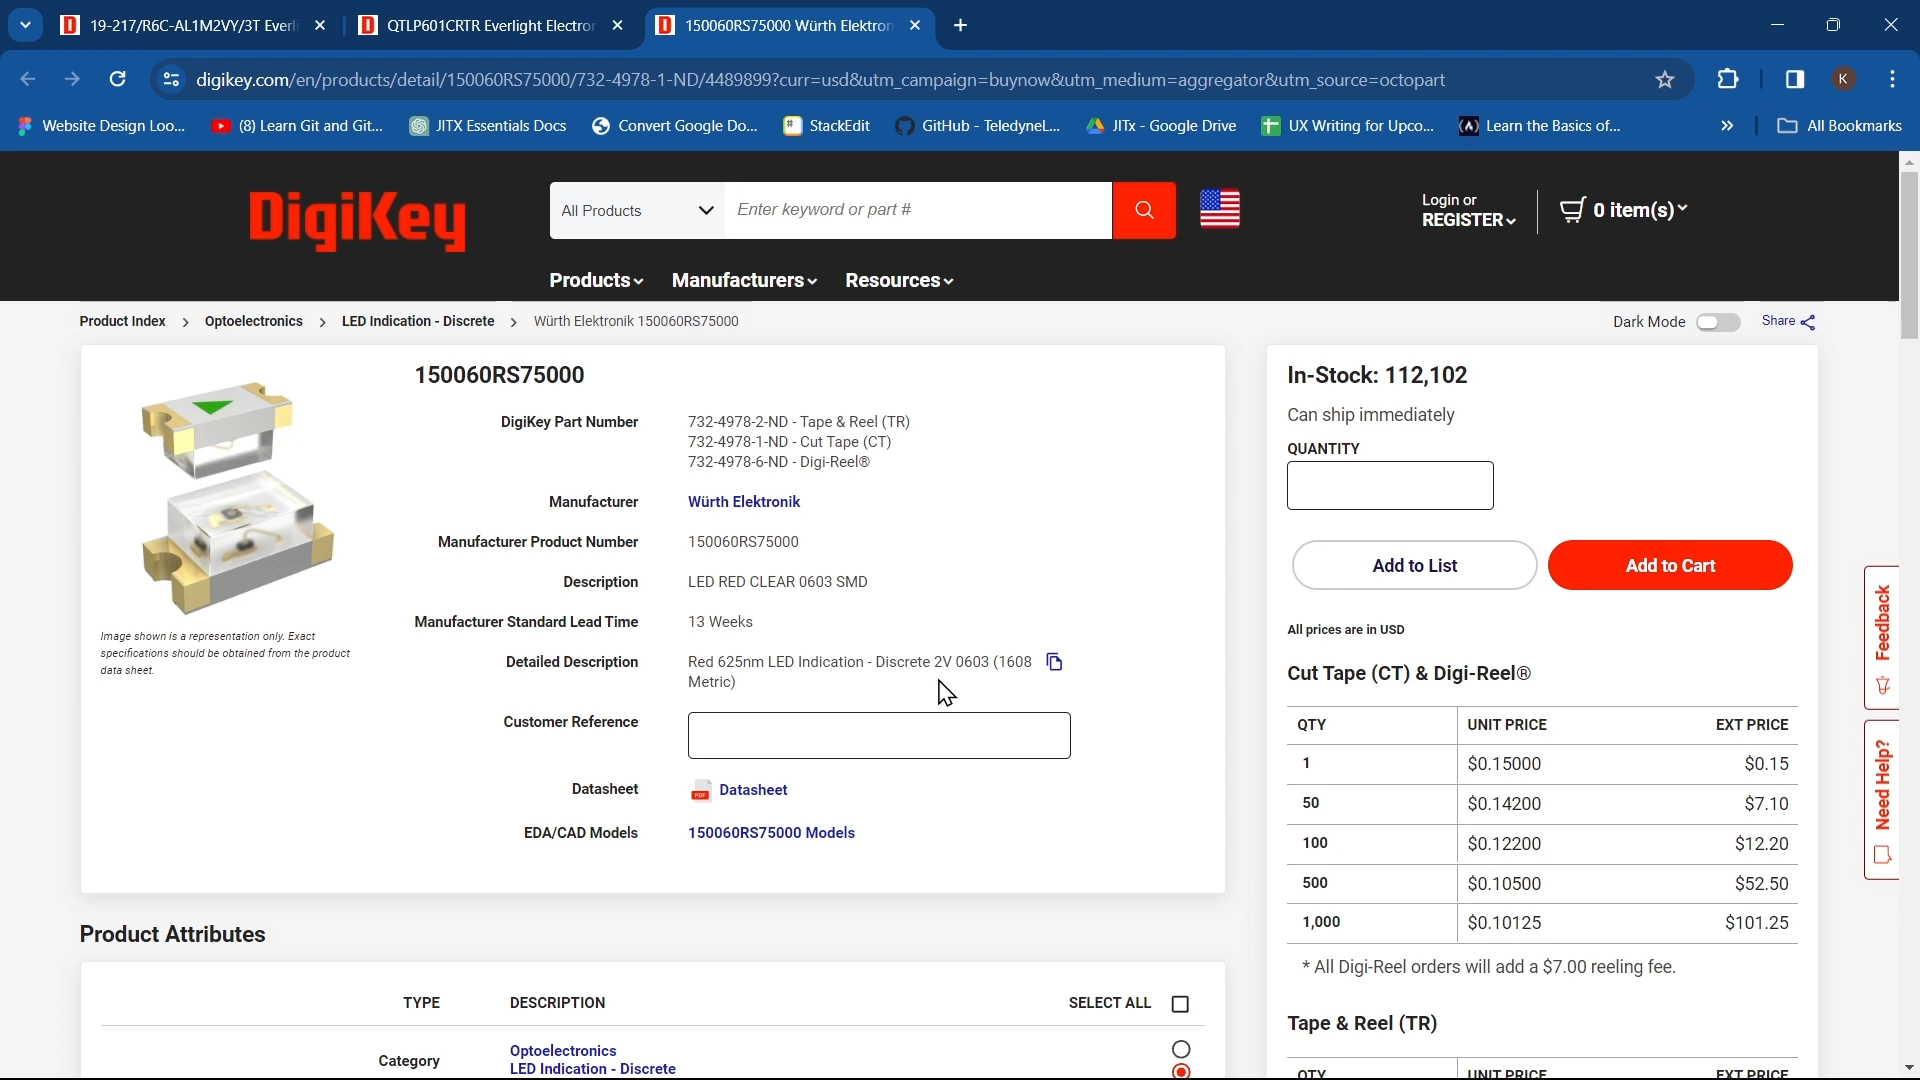 19-217/R6C-AL1M2VY/3T Everli
QTLP601CRTR Everlight Electror
150060RS75000 Würth Elektron
digikey.com/en/products/detail/150060RS75000/732-4978-1-ND/4489899?curr=usd&utm_campaign=buynow&utm_medium=aggregator&utm_source=octopart
K
Website Design Loo...
(8) Learn Git and Git...
JITX Essentials Docs
Convert Google Do...
StackEdit
GitHub - TeledyneL...
JITx - Google Drive
UX Writing for Upco...
Learn the Basics of...
All Bookmarks
DigiKey
All Products
Enter keyword or part #
Login or
REGISTER
0 item(s)
Products
Manufacturers
Resources
Product Index > Optoelectronics > LED Indication - Discrete > Würth Elektronik 150060RS75000
Dark Mode
Share
150060RS75000
DigiKey Part Number
732-4978-2-ND - Tape & Reel (TR)
732-4978-1-ND - Cut Tape (CT)
732-4978-6-ND - Digi-Reel®
Manufacturer
Würth Elektronik
Manufacturer Product Number
150060RS75000
Description
LED RED CLEAR 0603 SMD
Manufacturer Standard Lead Time
13 Weeks
Detailed Description
Red 625nm LED Indication - Discrete 2V 0603 (1608
Metric)
Customer Reference
Datasheet
PDF
Datasheet
EDA/CAD Models
150060RS75000 Models
Image shown is a representation only. Exact
specifications should be obtained from the product
data sheet.
Product Attributes
TYPE
DESCRIPTION
SELECT ALL
Category
Optoelectronics
LED Indication - Discrete
In-Stock: 112,102
Can ship immediately
QUANTITY
Add to List
Add to Cart
All prices are in USD
Cut Tape (CT) & Digi-Reel®
QTY UNIT PRICE EXT PRICE
1 $0.15000 $0.15
50 $0.14200 $7.10
100 $0.12200 $12.20
500 $0.10500 $52.50
1,000 $0.10125 $101.25
* All Digi-Reel orders will add a $7.00 reeling fee.
Tape & Reel (TR)
QTY UNIT PRICE EXT PRICE
Feedback
Need Help?